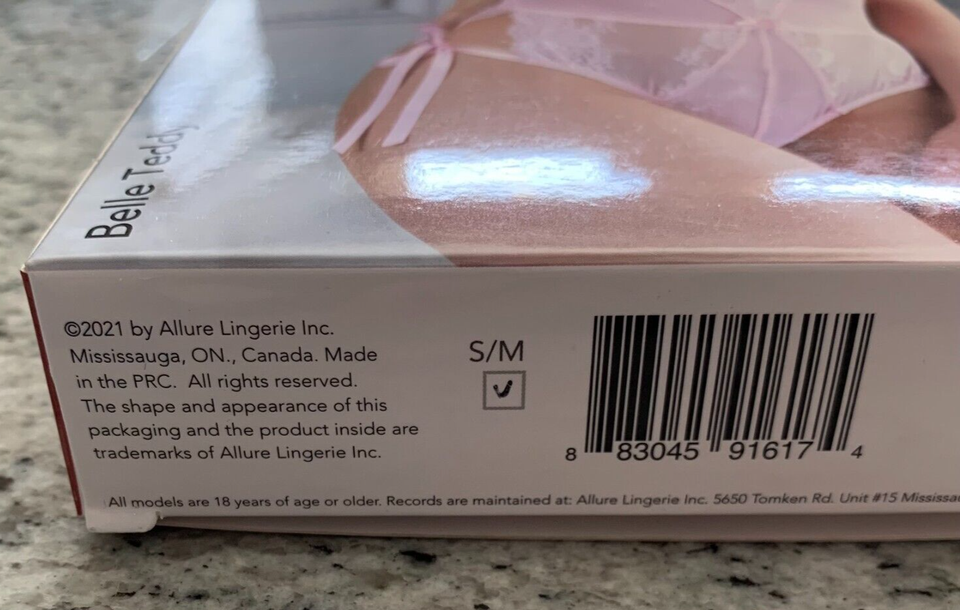 Belle Teddy
©2021 by Allure Lingerie Inc.
Mississauga, ON., Canada. Made
in the PRC. All rights reserved.
The shape and appearance of this
packaging and the product inside are
trademarks of Allure Lingerie Inc.
S/M
8 83045 91617 4
All models are 18 years of age or older. Records are maintained at: Allure Lingerie Inc. 5650 Tomken Rd. Unit #15 Mississau